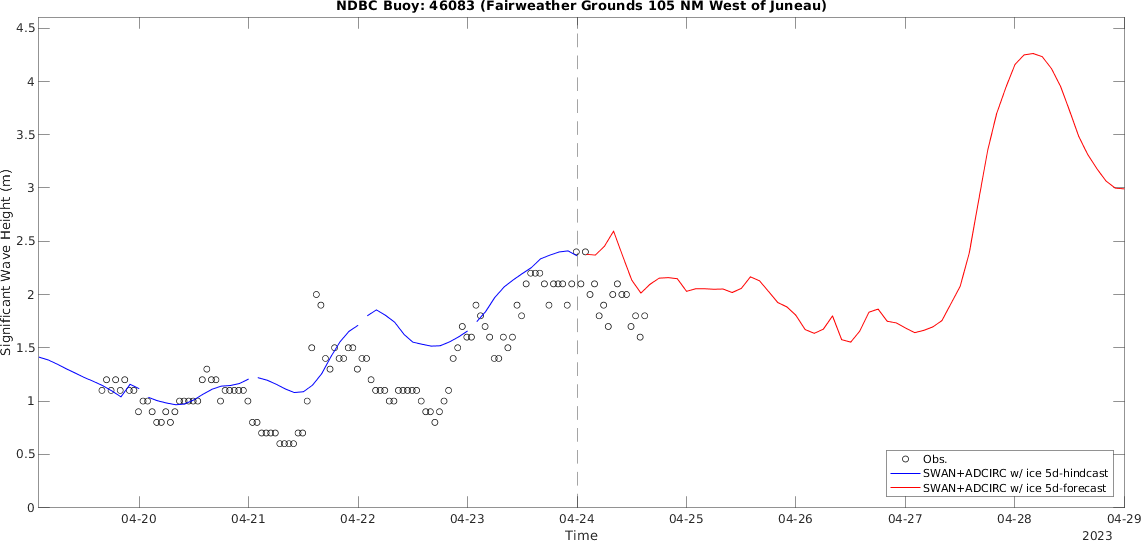 NDBC Buoy: 46083 (Fairweather Grounds 105 NM West of Juneau)
4.5
4
3.5
3
2.5
2
1.5
1
0.5
0
Significant Wave Height (m)
Obs.
SWAN+ADCIRC w/ ice 5d-hindcast
SWAN+ADCIRC w/ ice 5d-forecast
04-20 04-21 04-22 04-23 04-24 04-25 04-26 04-27 04-28 04-29
Time
2023